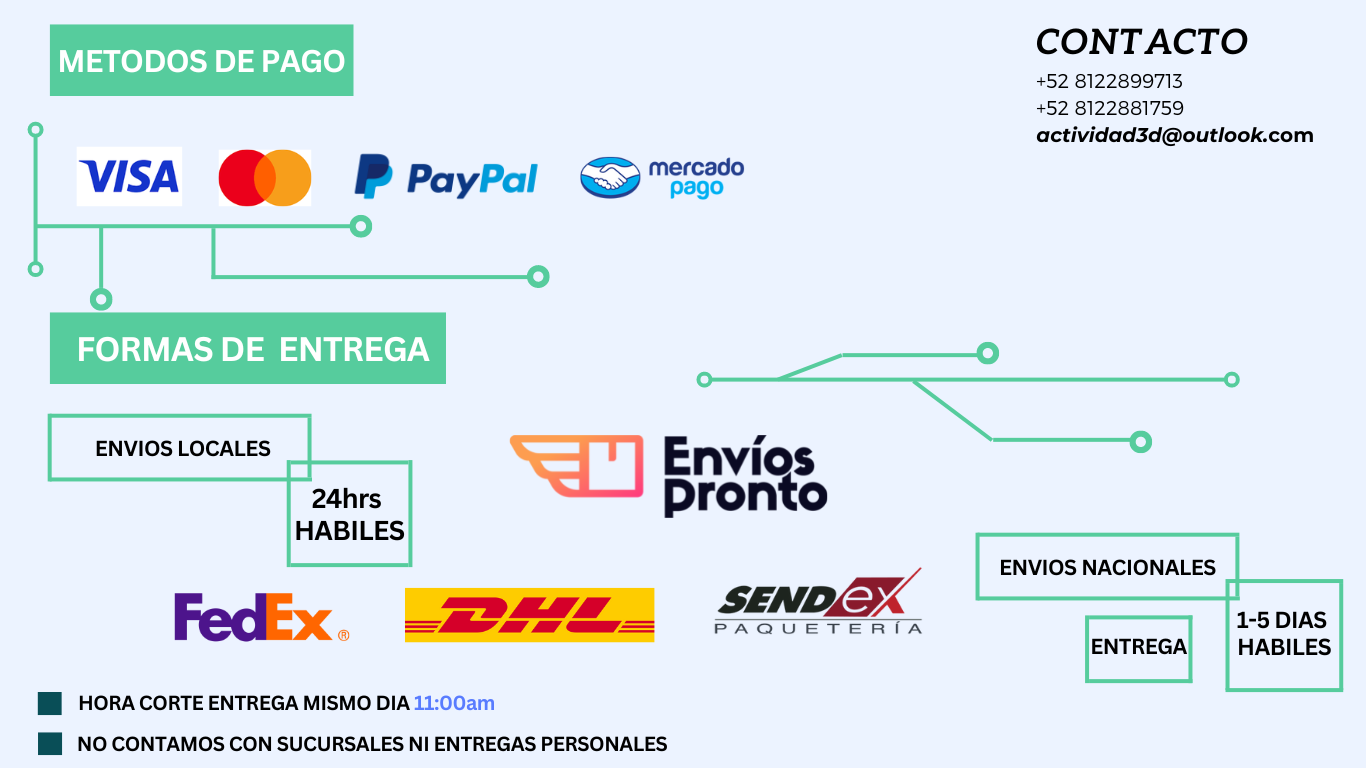 METODOS DE PAGO
CONTACTO
+52 8122899713
+52 8122881759
actividad3d@outlook.com
VISA
PayPal
mercado
pago
FORMAS DE ENTREGA
ENVIOS LOCALES
24hrs
HABILES
Envíos
pronto
ENVIOS NACIONALES
1-5 DIAS
HABILES
ENTREGA
FedEx®
DHL
SENDEX
PAQUETERÍA
HORA CORTE ENTREGA MISMO DIA 11:00am
NO CONTAMOS CON SUCURSALES NI ENTREGAS PERSONALES